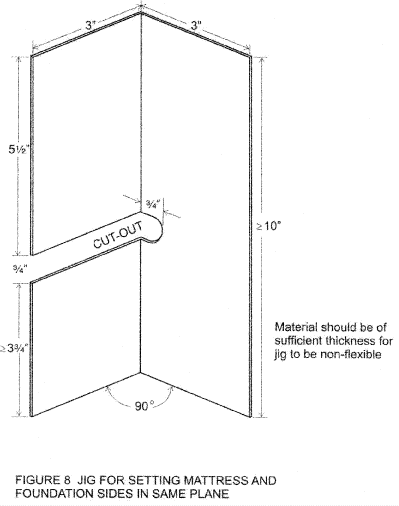 3"
3"
5½"
¾"
CUT-OUT
≥10"
¾"
≥3¾"
90°
Material should be of
sufficient thickness for
jig to be non-flexible
FIGURE 8 JIG FOR SETTING MATTRESS AND
FOUNDATION SIDES IN SAME PLANE